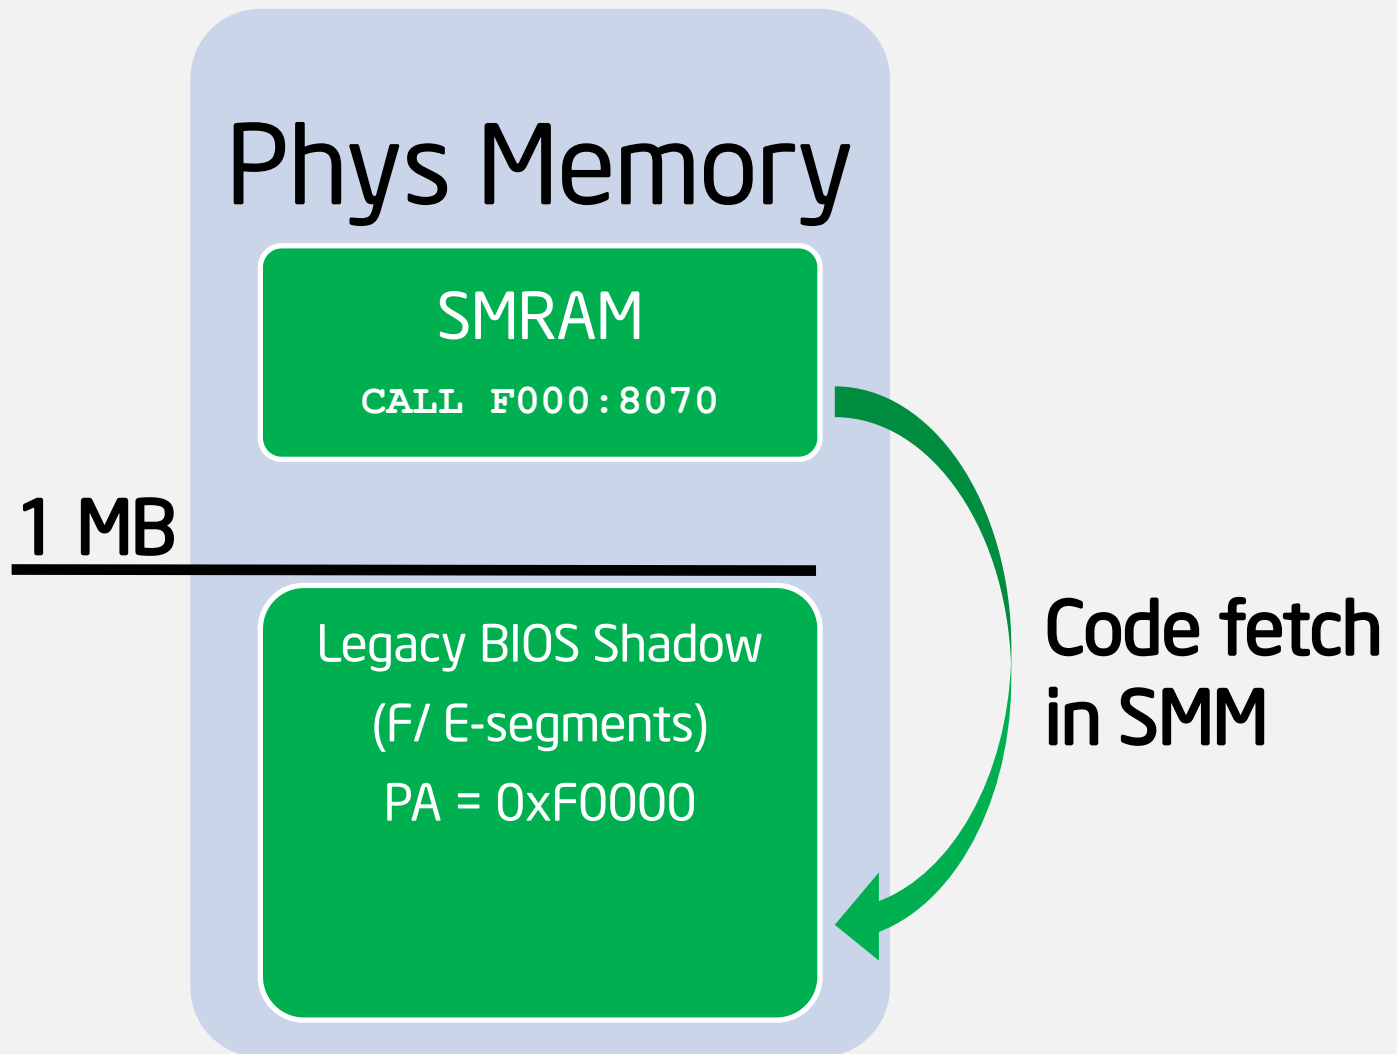 Phys Memory
SMRAM
CALL F000:8070
1 MB
Legacy BIOS Shadow
(F/ E-segments)
PA = 0xF0000
Code fetch
in SMM